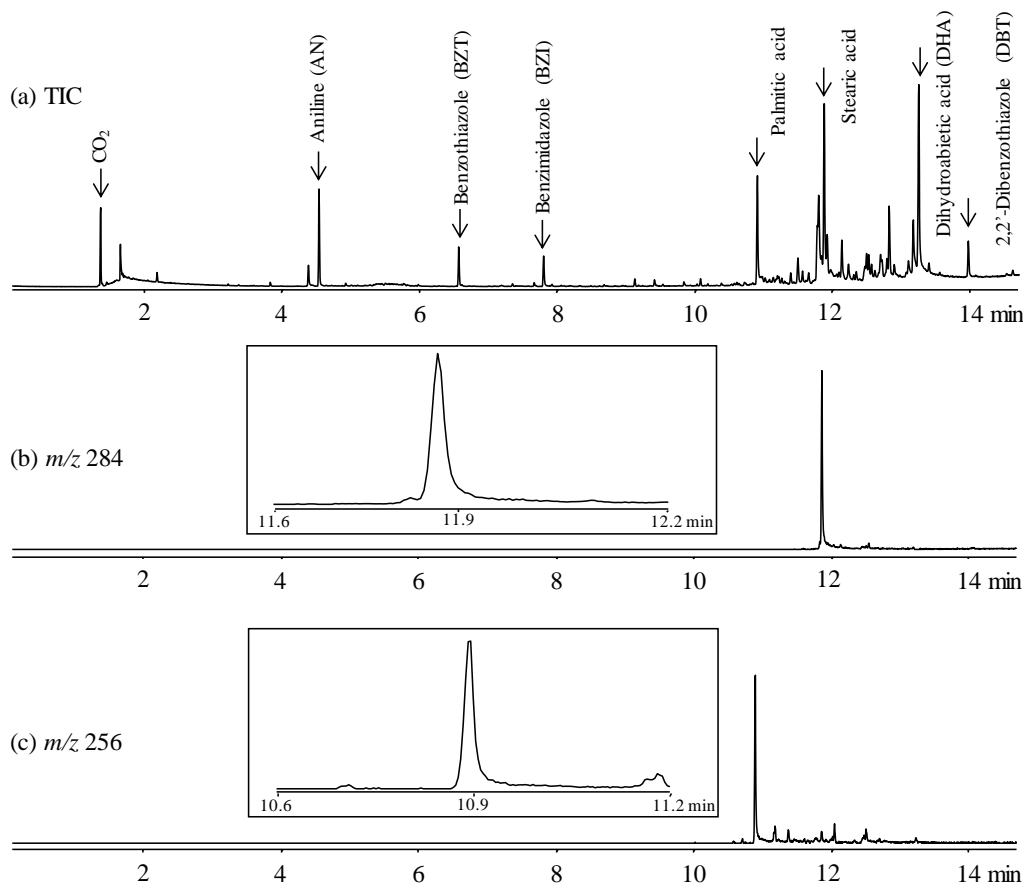 (a) TIC
CO₂
Aniline (AN)
Benzothiazole (BZT)
Benzimidazole (BZI)
Palmitic acid
Stearic acid
Dihydroabietic acid (DHA)
2,2'-Dibenzothiazole (DBT)
2 4 6 8 10 12 14 min
(b) m/z 284
11.6 11.9 12.2 min
2 4 6 8 10 12 14 min
(c) m/z 256
10.6 10.9 11.2 min
2 4 6 8 10 12 14 min